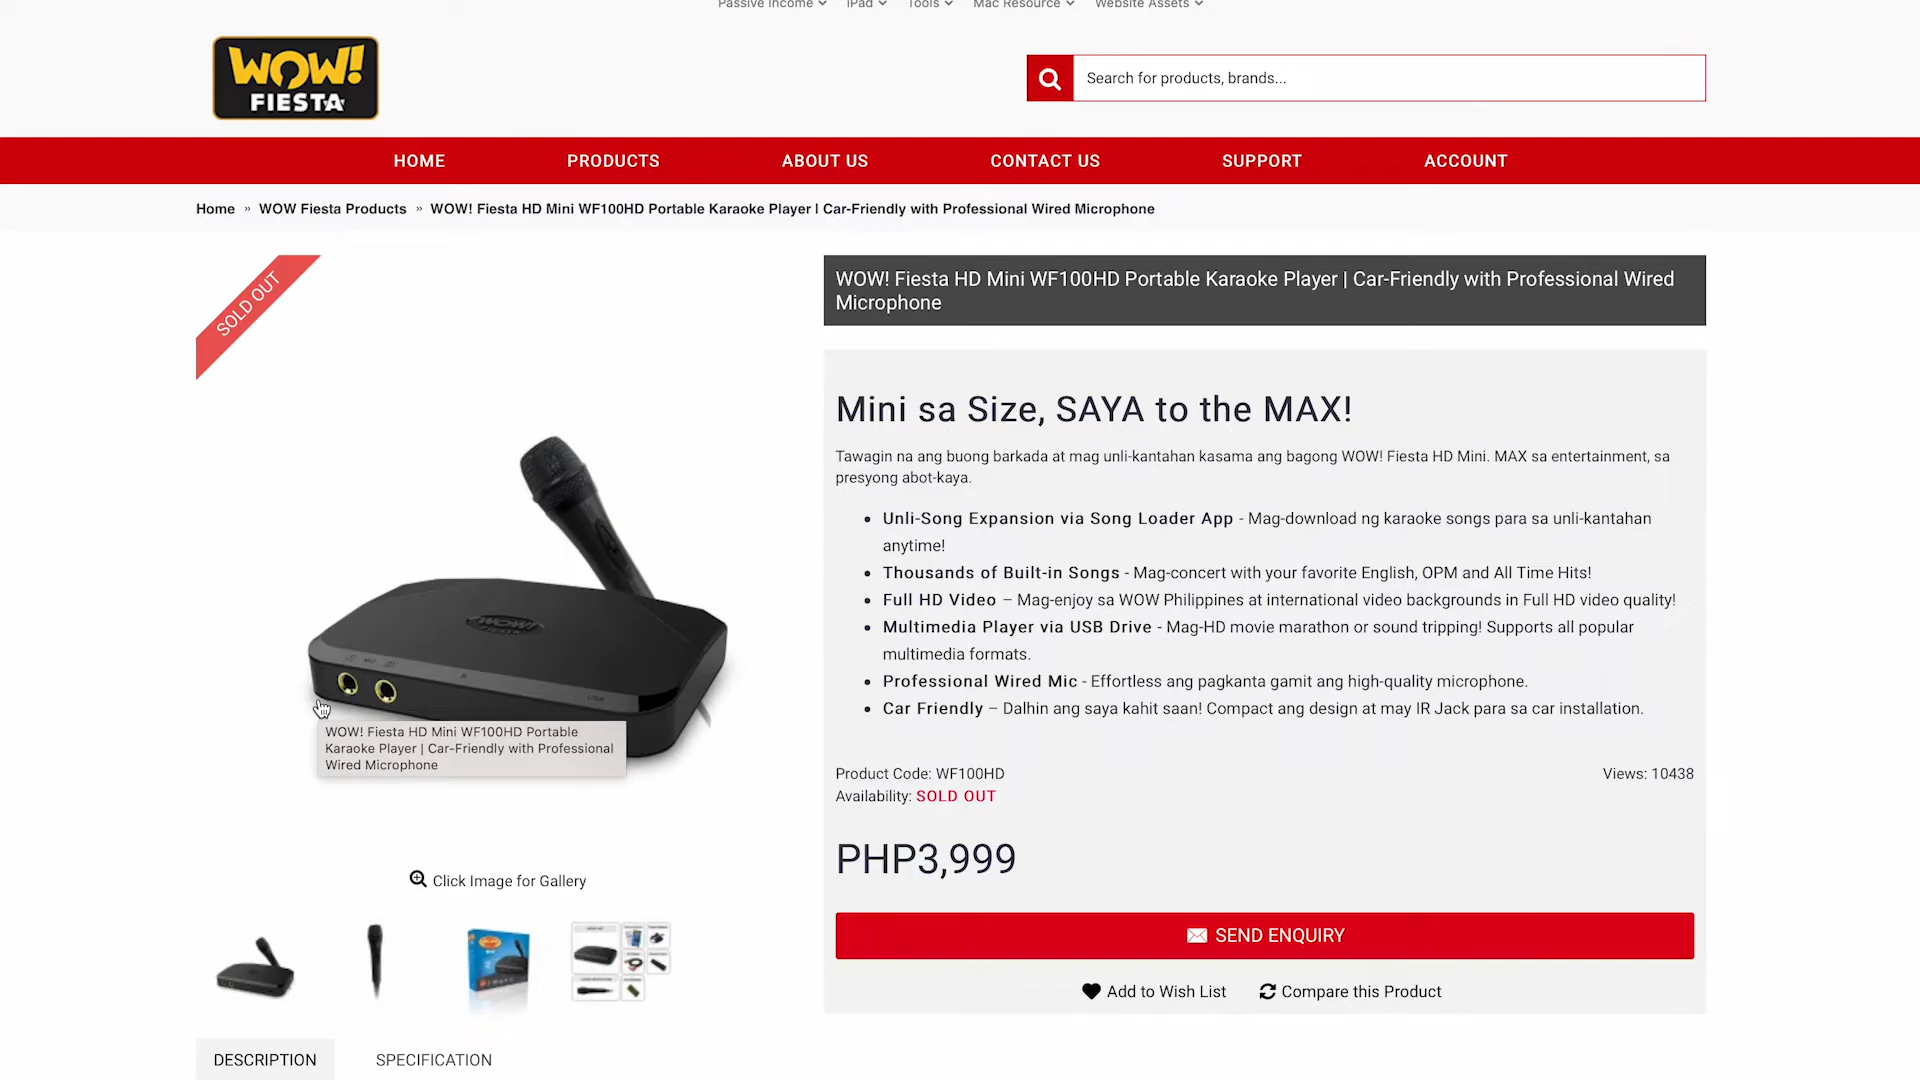 Passive Income
iPad
Tools
Mac Resource
Website Assets
WOW!
FIESTA
Search for products, brands...
HOME
PRODUCTS
ABOUT US
CONTACT US
SUPPORT
ACCOUNT
Home » WOW Fiesta Products » WOW! Fiesta HD Mini WF100HD Portable Karaoke Player | Car-Friendly with Professional Wired Microphone
SOLD OUT
WOW!
FIESTA
WOW! Fiesta HD Mini WF100HD Portable
Karaoke Player | Car-Friendly with Professional
Wired Microphone
Click Image for Gallery
WOW! Fiesta HD Mini WF100HD Portable Karaoke Player | Car-Friendly with Professional Wired
Microphone
Mini sa Size, SAYA to the MAX!
Tawagin na ang buong barkada at mag unli-kantahan kasama ang bagong WOW! Fiesta HD Mini. MAX sa entertainment, sa
presyong abot-kaya.
• Unli-Song Expansion via Song Loader App - Mag-download ng karaoke songs para sa unli-kantahan
anytime!
• Thousands of Built-in Songs - Mag-concert with your favorite English, OPM and All Time Hits!
• Full HD Video – Mag-enjoy sa WOW Philippines at international video backgrounds in Full HD video quality!
• Multimedia Player via USB Drive - Mag-HD movie marathon or sound tripping! Supports all popular
multimedia formats.
• Professional Wired Mic - Effortless ang pagkanta gamit ang high-quality microphone.
• Car Friendly – Dalhin ang saya kahit saan! Compact ang design at may IR Jack para sa car installation.
Product Code: WF100HD
Views: 10438
Availability: SOLD OUT
PHP3,999
SEND ENQUIRY
Add to Wish List
Compare this Product
DESCRIPTION
SPECIFICATION